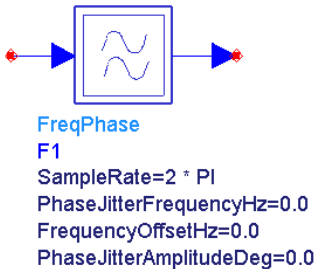 FreqPhase
F1
SampleRate=2 * PI
PhaseJitterFrequencyHz=0.0
FrequencyOffsetHz=0.0
PhaseJitterAmplitudeDeg=0.0